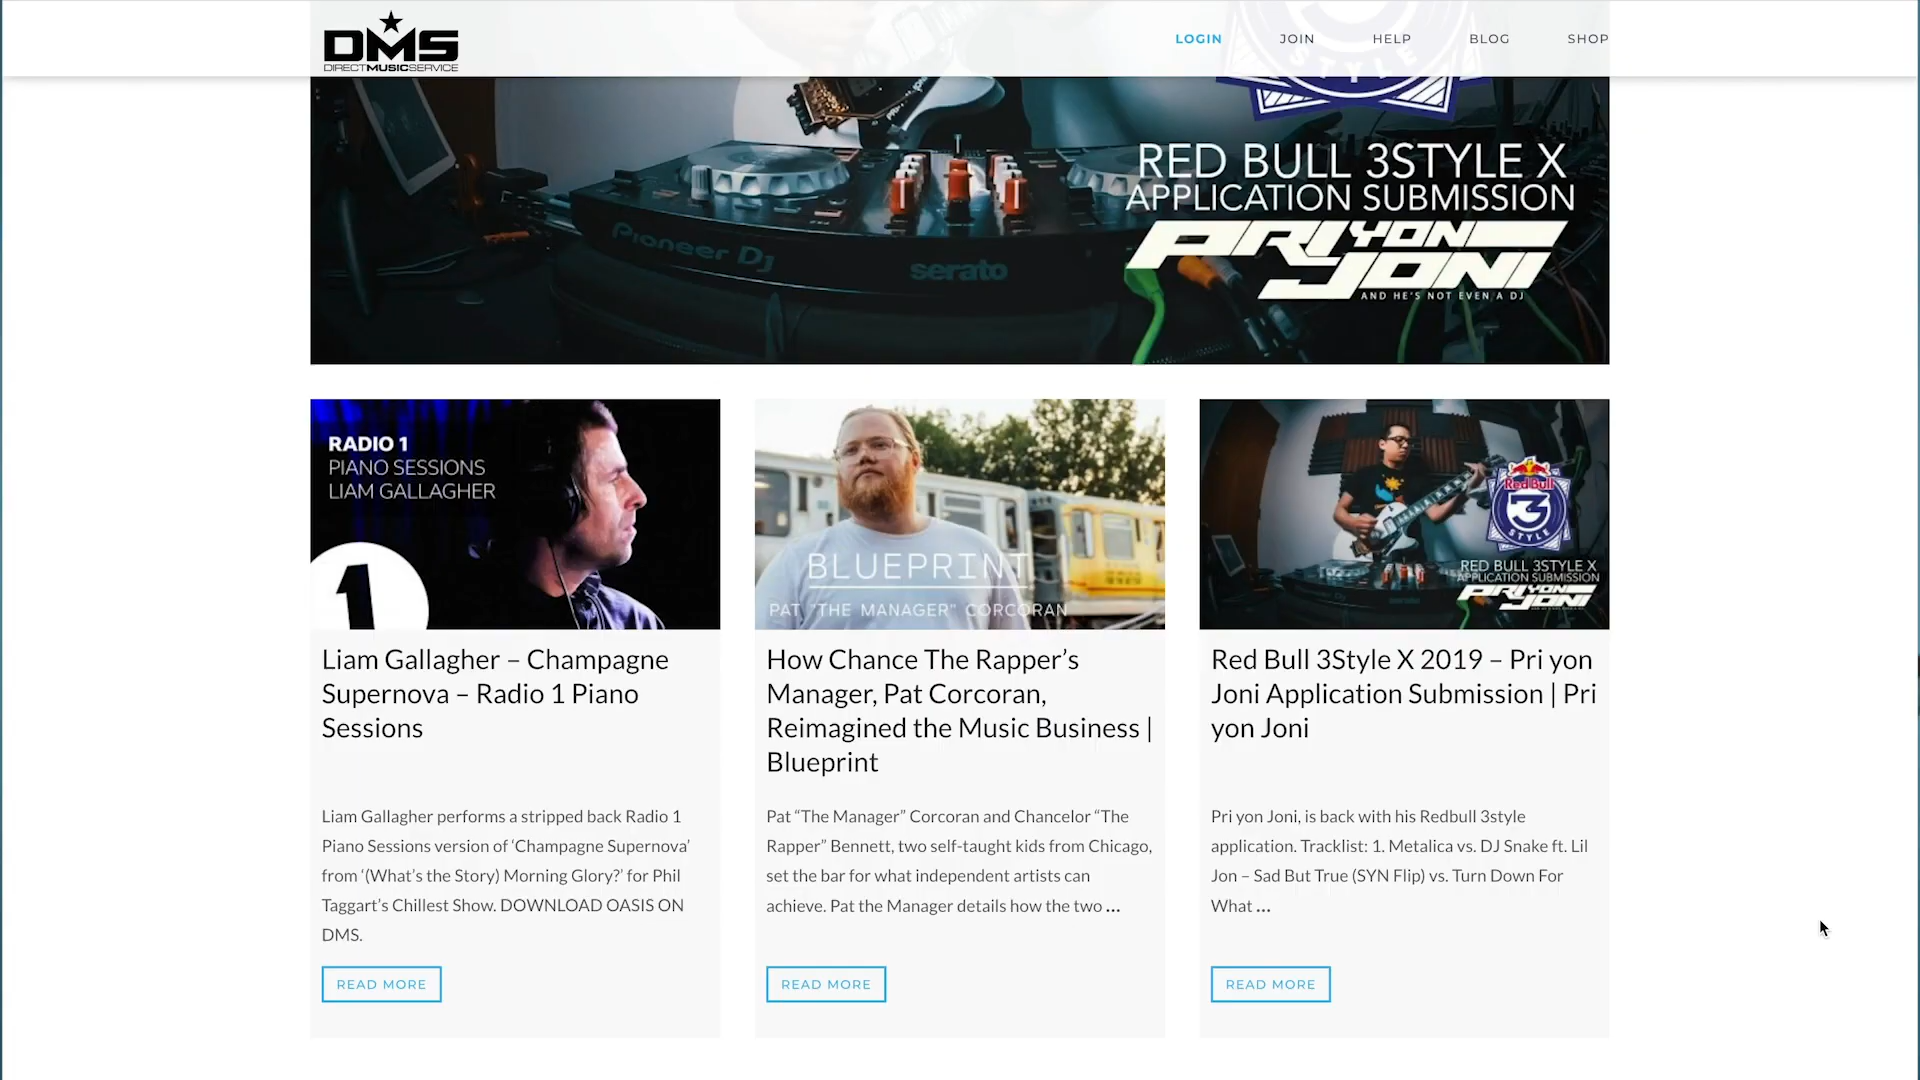 DMS
DIRECTMUSICSERVICE
LOGIN
JOIN
HELP
BLOG
SHOP
STYLE
RED BULL 3STYLE X
APPLICATION SUBMISSION
PRI YON
JONI
AND HE'S NOT EVEN A DJ
Pioneer Dj
serato
RADIO 1
PIANO SESSIONS
LIAM GALLAGHER
1
BLUEPRINT
PAT "THE MANAGER" CORCORAN
Red Bull
3
STYLE
RED BULL 3STYLE X
APPLICATION SUBMISSION
PRI YON
JONI
Liam Gallagher – Champagne
Supernova – Radio 1 Piano
Sessions
How Chance The Rapper’s
Manager, Pat Corcoran,
Reimagined the Music Business |
Blueprint
Red Bull 3Style X 2019 – Pri yon
Joni Application Submission | Pri
yon Joni
Liam Gallagher performs a stripped back Radio 1
Piano Sessions version of ‘Champagne Supernova’
from ‘(What’s the Story) Morning Glory?’ for Phil
Taggart’s Chillest Show. DOWNLOAD OASIS ON
DMS.
Pat “The Manager” Corcoran and Chancelor “The
Rapper” Bennett, two self-taught kids from Chicago,
set the bar for what independent artists can
achieve. Pat the Manager details how the two ...
Pri yon Joni, is back with his Redbull 3style
application. Tracklist: 1. Metalica vs. DJ Snake ft. Lil
Jon – Sad But True (SYN Flip) vs. Turn Down For
What ...
READ MORE
READ MORE
READ MORE